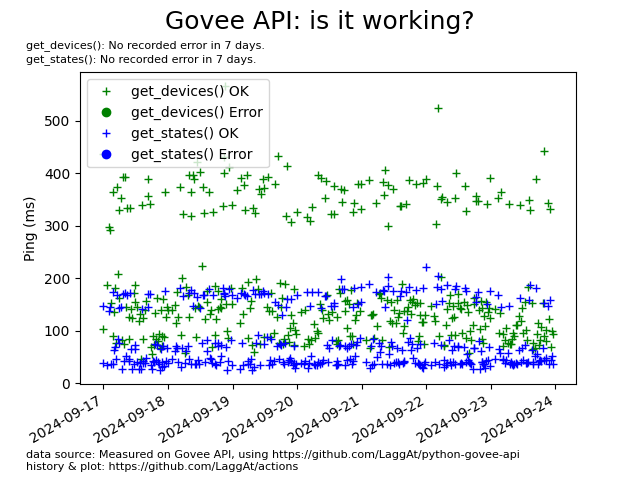 Govee API: is it working?
get_devices(): No recorded error in 7 days.
get_states(): No recorded error in 7 days.
get_devices() OK
get_devices() Error
get_states() OK
get_states() Error
Ping (ms)
500
400
300
200
100
0
2024-09-17
2024-09-18
2024-09-19
2024-09-20
2024-09-21
2024-09-22
2024-09-23
2024-09-24
data source: Measured on Govee API, using https://github.com/LaggAt/python-govee-api
history & plot: https://github.com/LaggAt/actions